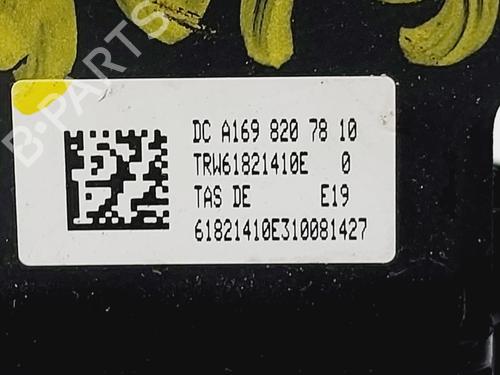 B-PARTS
DC A169 820 78 10
TRW61821410E 0
TAS DE E19
61821410E310081427